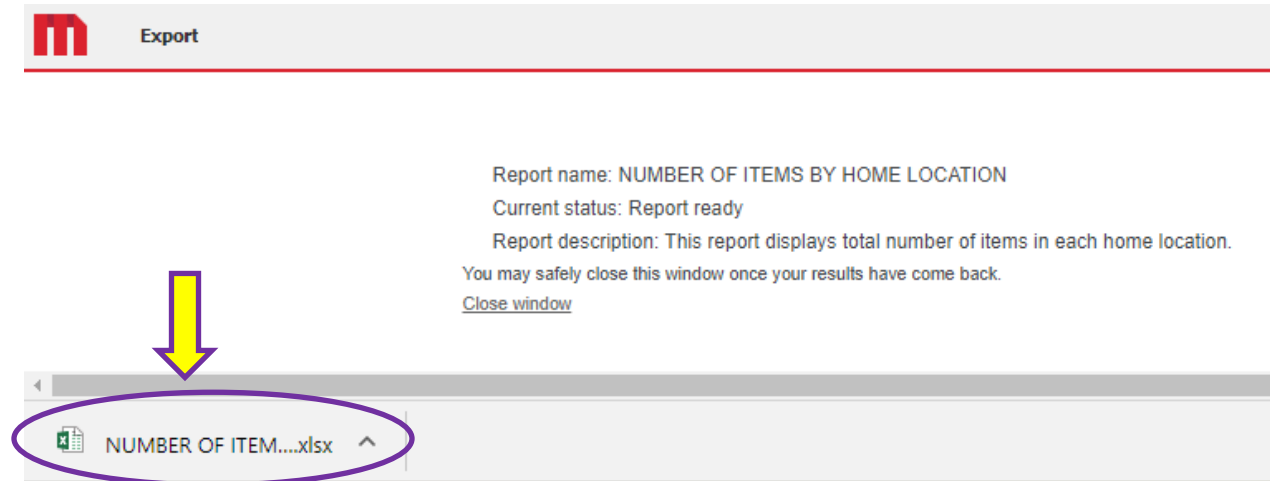 Export
Report name: NUMBER OF ITEMS BY HOME LOCATION
Current status: Report ready
Report description: This report displays total number of items in each home location.
You may safely close this window once your results have come back.
Close window
NUMBER OF ITEM....xlsx